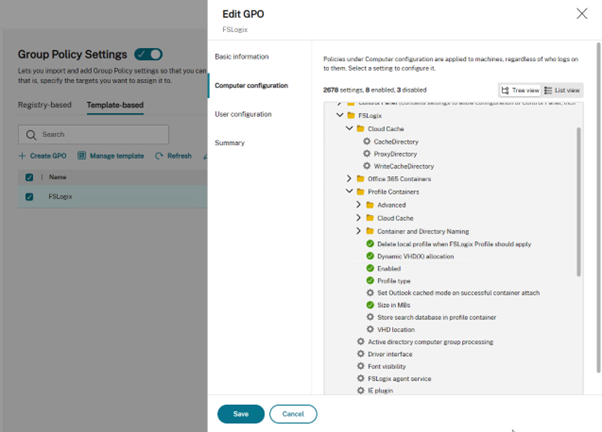 Group Policy Settings
Lets you import and add Group Policy settings so that you can
that is, specify the targets you want to assign it to.
Registry-based
Template-based
Search
Create GPO
Manage template
Refresh
Name
FSLogix
Edit GPO
FSLogix
Basic information
Computer configuration
User configuration
Summary
Policies under Computer configuration are applied to machines, regardless of who logs on
to them. Select a setting to configure it.
2678 settings, 8 enabled, 3 disabled
Tree view
List view
FSLogix
Cloud Cache
CacheDirectory
ProxyDirectory
WriteCacheDirectory
Office 365 Containers
Profile Containers
Advanced
Cloud Cache
Container and Directory Naming
Delete local profile when FSLogix Profile should apply
Dynamic VHD(X) allocation
Enabled
Profile type
Set Outlook cached mode on successful container attach
Size in MBs
Store search database in profile container
VHD location
Active directory computer group processing
Driver interface
Font visibility
FSLogix agent service
IE plugin
Save
Cancel